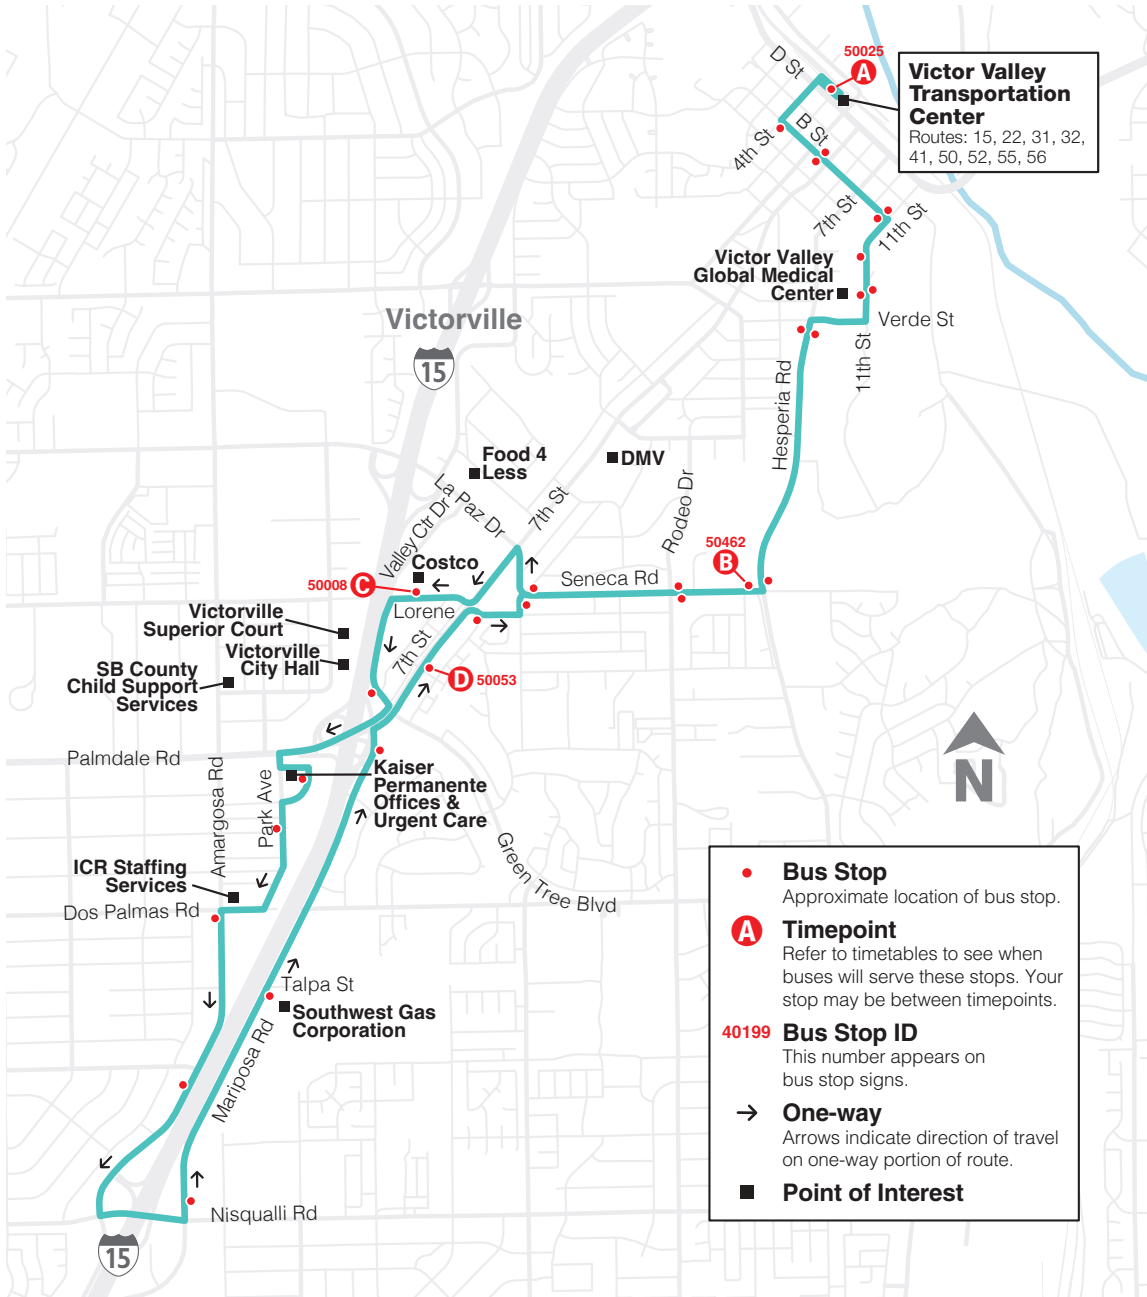 50025
A
D St
Victor Valley
Transportation
Center
Routes: 15, 22, 31, 32,
41, 50, 52, 55, 56
B St
4th St
7th St
11th St
Victor Valley
Global Medical
Center
Verde St
11th St
Victorville
15
Hesperia Rd
Food 4
Less
DMV
La Paz Dr
7th St
Valley Ctr Dr
Rodeo Dr
50462
B
Costco
Seneca Rd
50008
C
Lorene
Victorville
Superior Court
Victorville
City Hall
7th St
SB County
Child Support
Services
D
50053
Palmdale Rd
Amargosa Rd
Park Ave
Kaiser
Permanente
Offices &
Urgent Care
N
Green Tree Blvd
ICR Staffing
Services
Dos Palmas Rd
Talpa St
Southwest Gas
Corporation
Mariposa Rd
Nisqualli Rd
15
Bus Stop
Approximate location of bus stop.
A
Timepoint
Refer to timetables to see when
buses will serve these stops. Your
stop may be between timepoints.
40199
Bus Stop ID
This number appears on
bus stop signs.
One-way
Arrows indicate direction of travel
on one-way portion of route.
Point of Interest